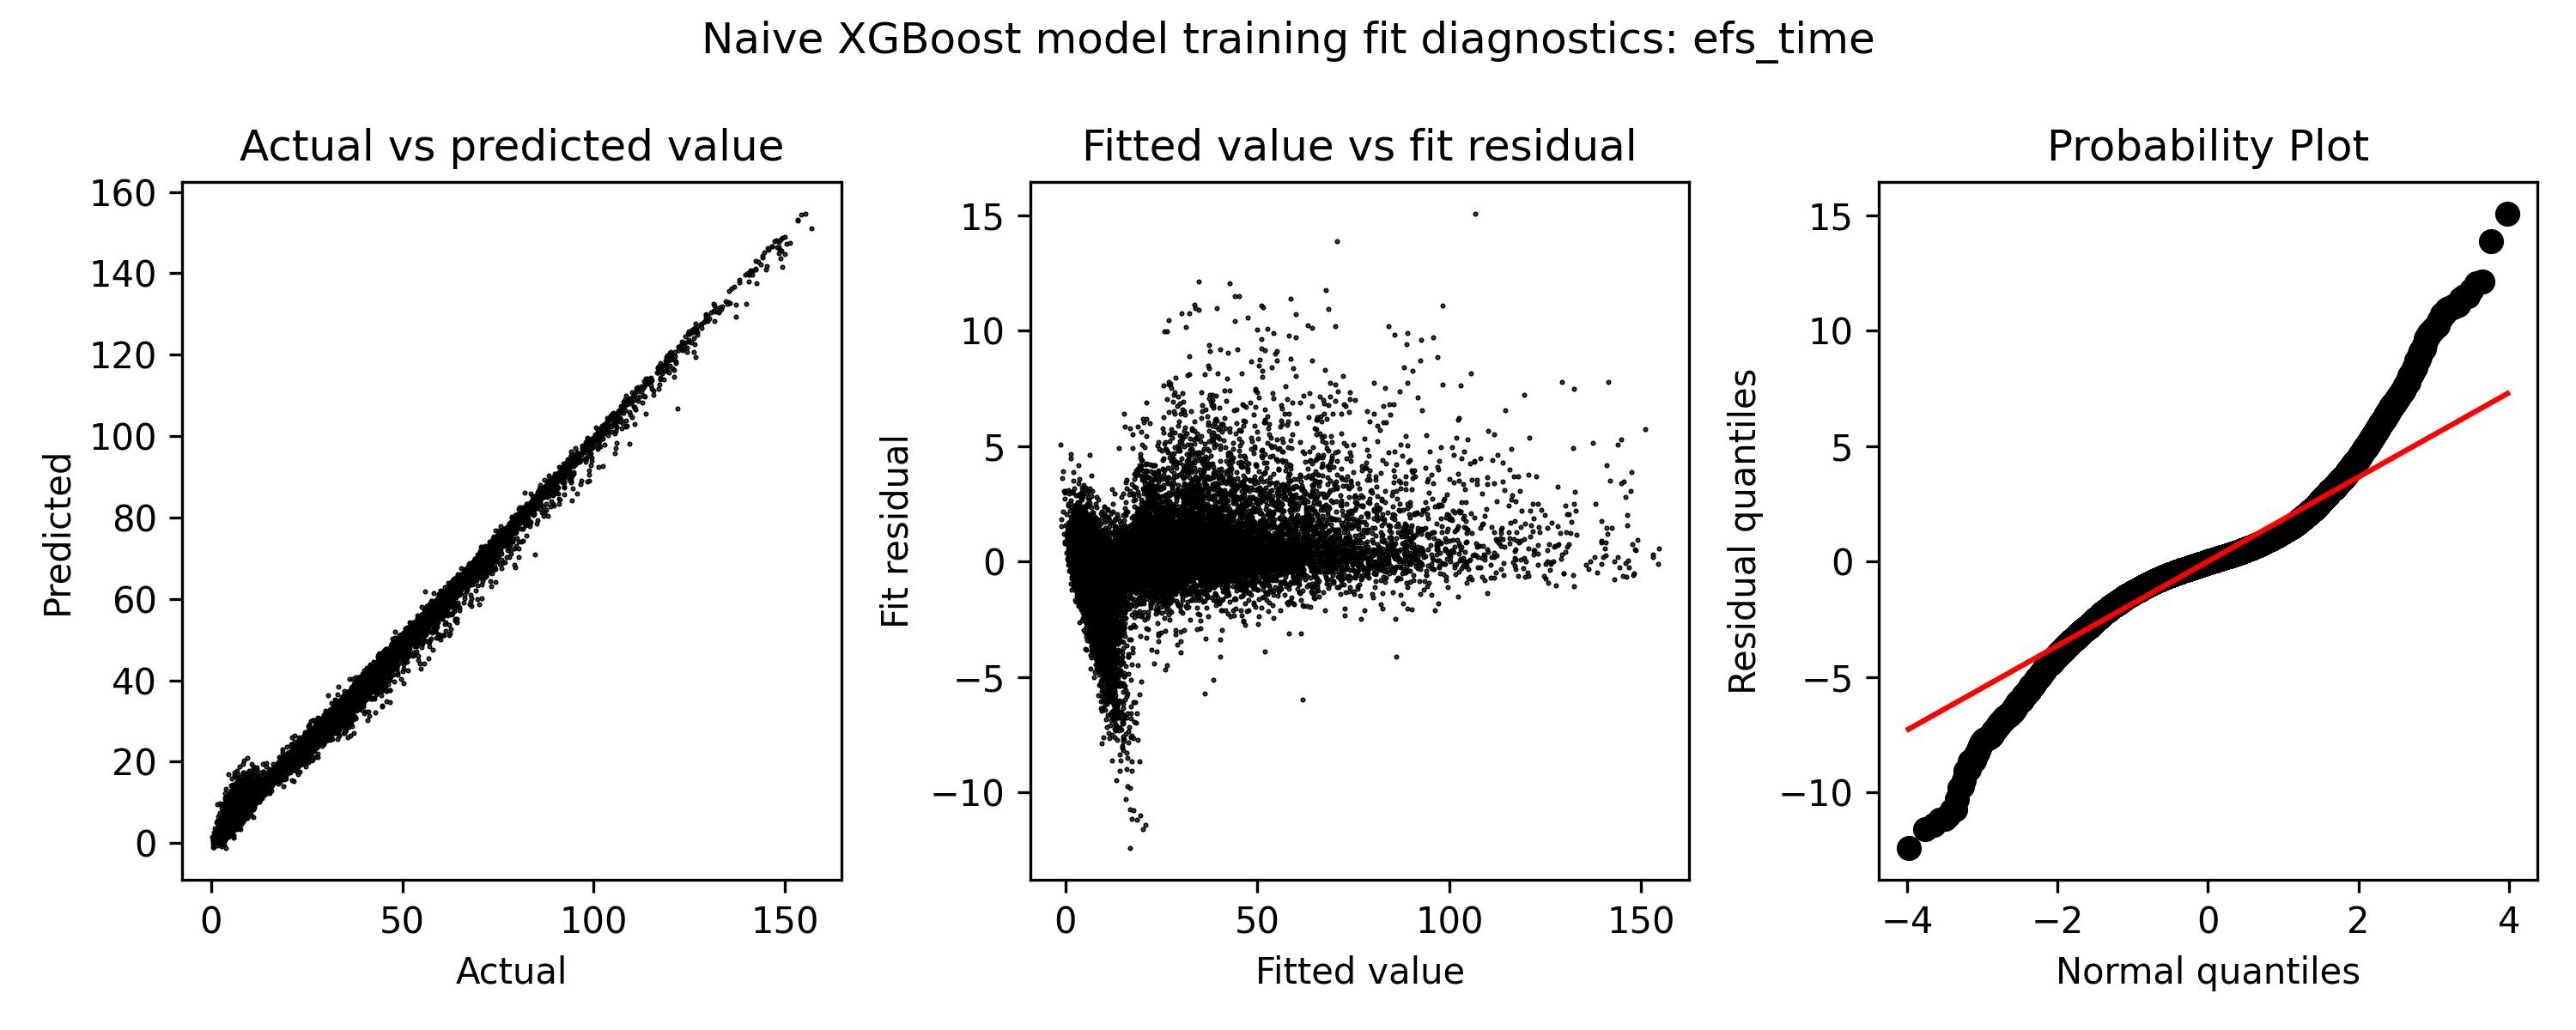 Naive XGBoost model training fit diagnostics: efs_time
Actual vs predicted value
160
140
120
100
80
60
40
20
0
Predicted
0 50 100 150
Actual
Fitted value vs fit residual
15
10
5
0
−5
−10
Fit residual
0 50 100 150
Fitted value
Probability Plot
15
10
5
0
−5
−10
Residual quantiles
−4 −2 0 2 4
Normal quantiles